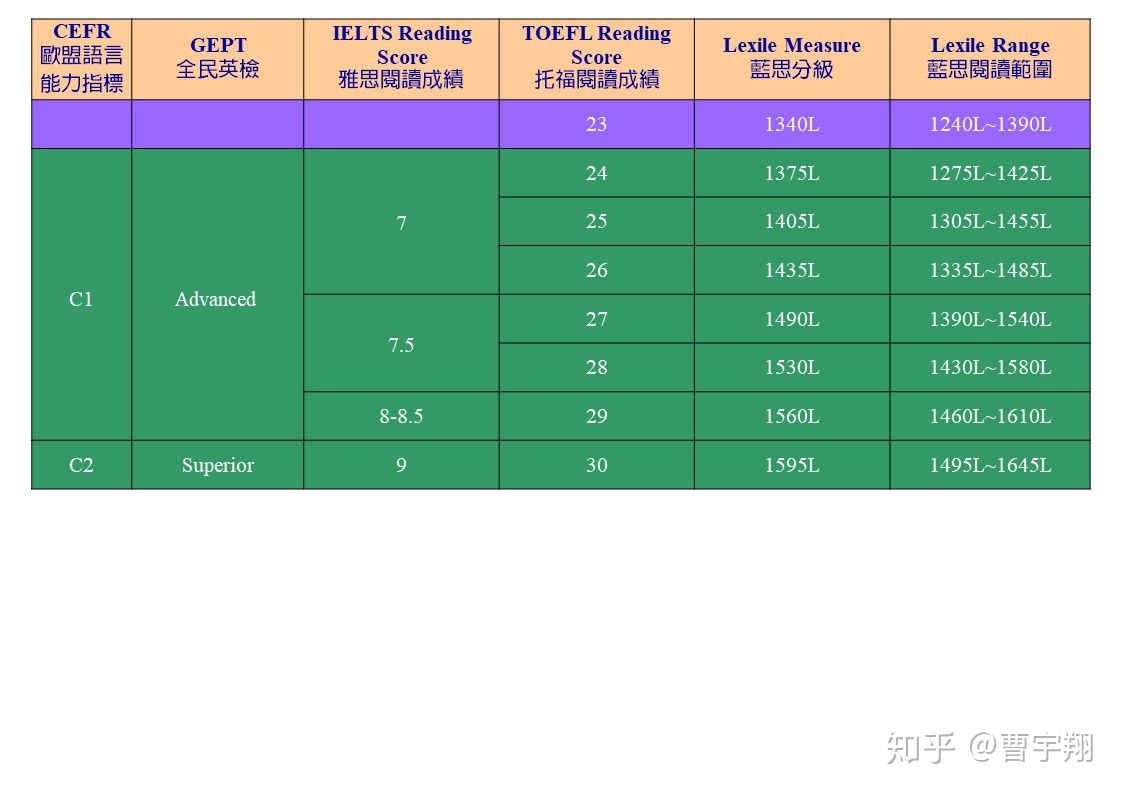 CEFR
歐盟語言
能力指標
GEPT
全民英檢
IELTS Reading
Score
雅思閱讀成績
TOEFL Reading
Score
托福閱讀成績
Lexile Measure
藍思分級
Lexile Range
藍思閱讀範圍
23 1340L 1240L~1390L
24 1375L 1275L~1425L
7 25 1405L 1305L~1455L
26 1435L 1335L~1485L
C1 Advanced
27 1490L 1390L~1540L
7.5
28 1530L 1430L~1580L
8-8.5 29 1560L 1460L~1610L
C2 Superior 9 30 1595L 1495L~1645L
知乎 @曹宇翔